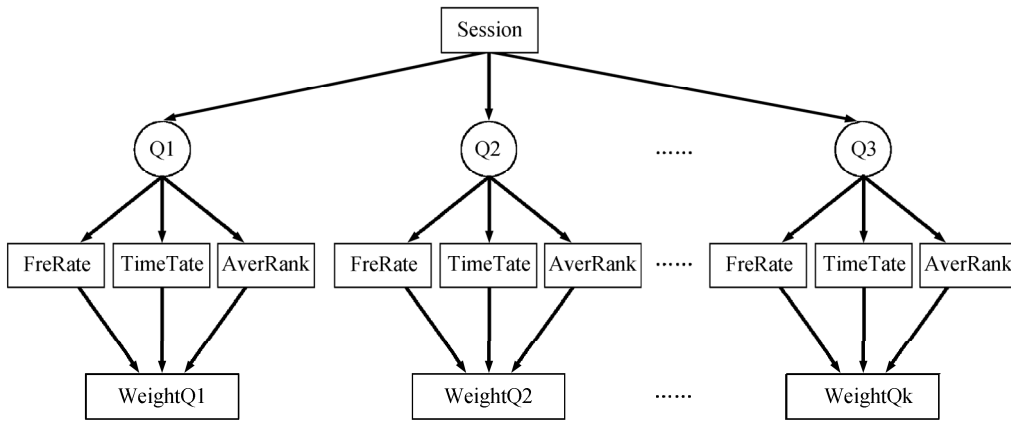 Session
Q1 Q2 ...... Q3
FreRate TimeTate AverRank FreRate TimeTate AverRank ...... FreRate TimeTate AverRank
WeightQ1 WeightQ2 ...... WeightQk